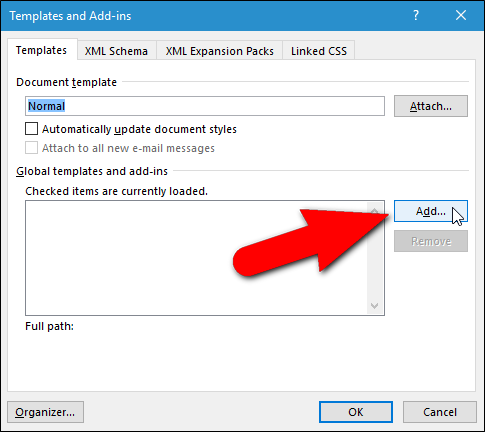 Templates and Add-ins
?
Templates XML Schema XML Expansion Packs Linked CSS
Document template
Normal Attach...
Automatically update document styles
Attach to all new e-mail messages
Global templates and add-ins
Checked items are currently loaded.
Add...
Remove
Full path:
Organizer... OK Cancel